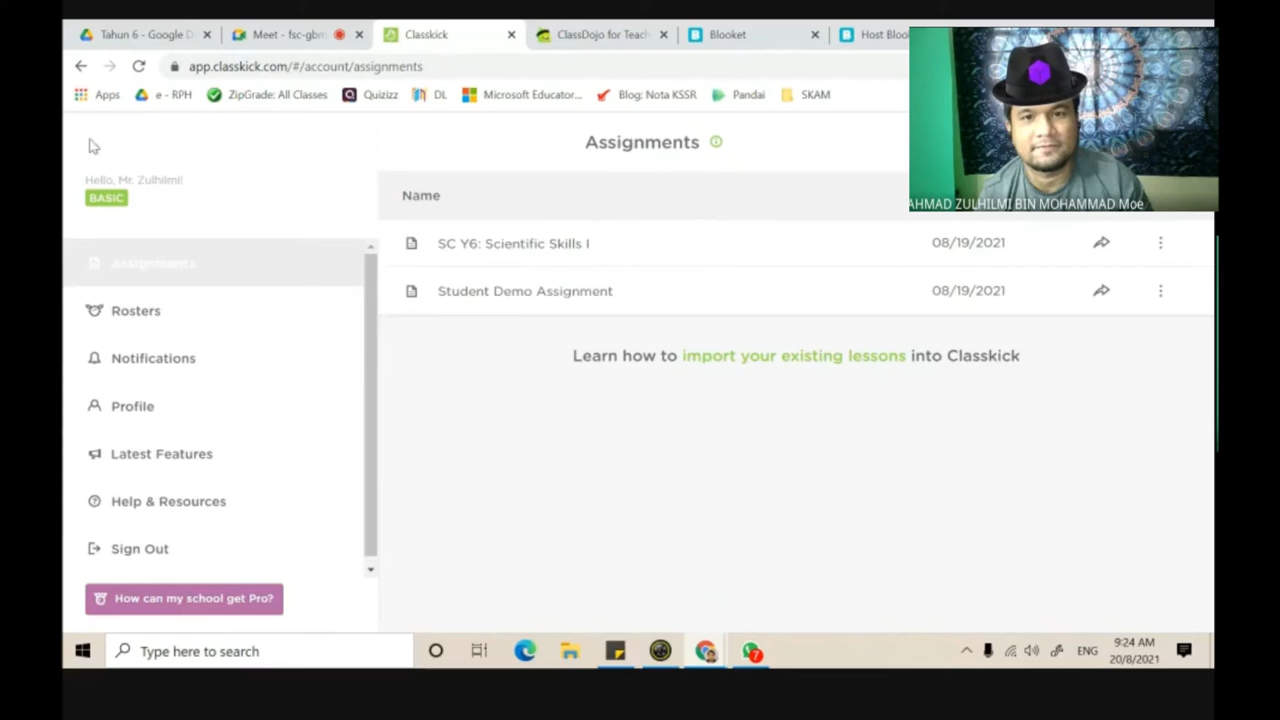 Tahun 6 - Google D
Meet - fsc-gbm
Classkick
ClassDojo for Teach
Blooket
Host Bloo
app.classkick.com/#/account/assignments
Apps
e - RPH
ZipGrade: All Classes
Quizizz
DL
Microsoft Educator...
Blog: Nota KSSR
Pandai
SKAM
AHMAD ZULHILMI BIN MOHAMMAD Moe
Hello, Mr. Zulhilmi!
BASIC
Assignments
Rosters
Notifications
Profile
Latest Features
Help & Resources
Sign Out
How can my school get Pro?
Assignments
Name
SC Y6: Scientific Skills I
08/19/2021
Student Demo Assignment
08/19/2021
Learn how to import your existing lessons into Classkick
Type here to search
7
ENG
9:24 AM
20/8/2021